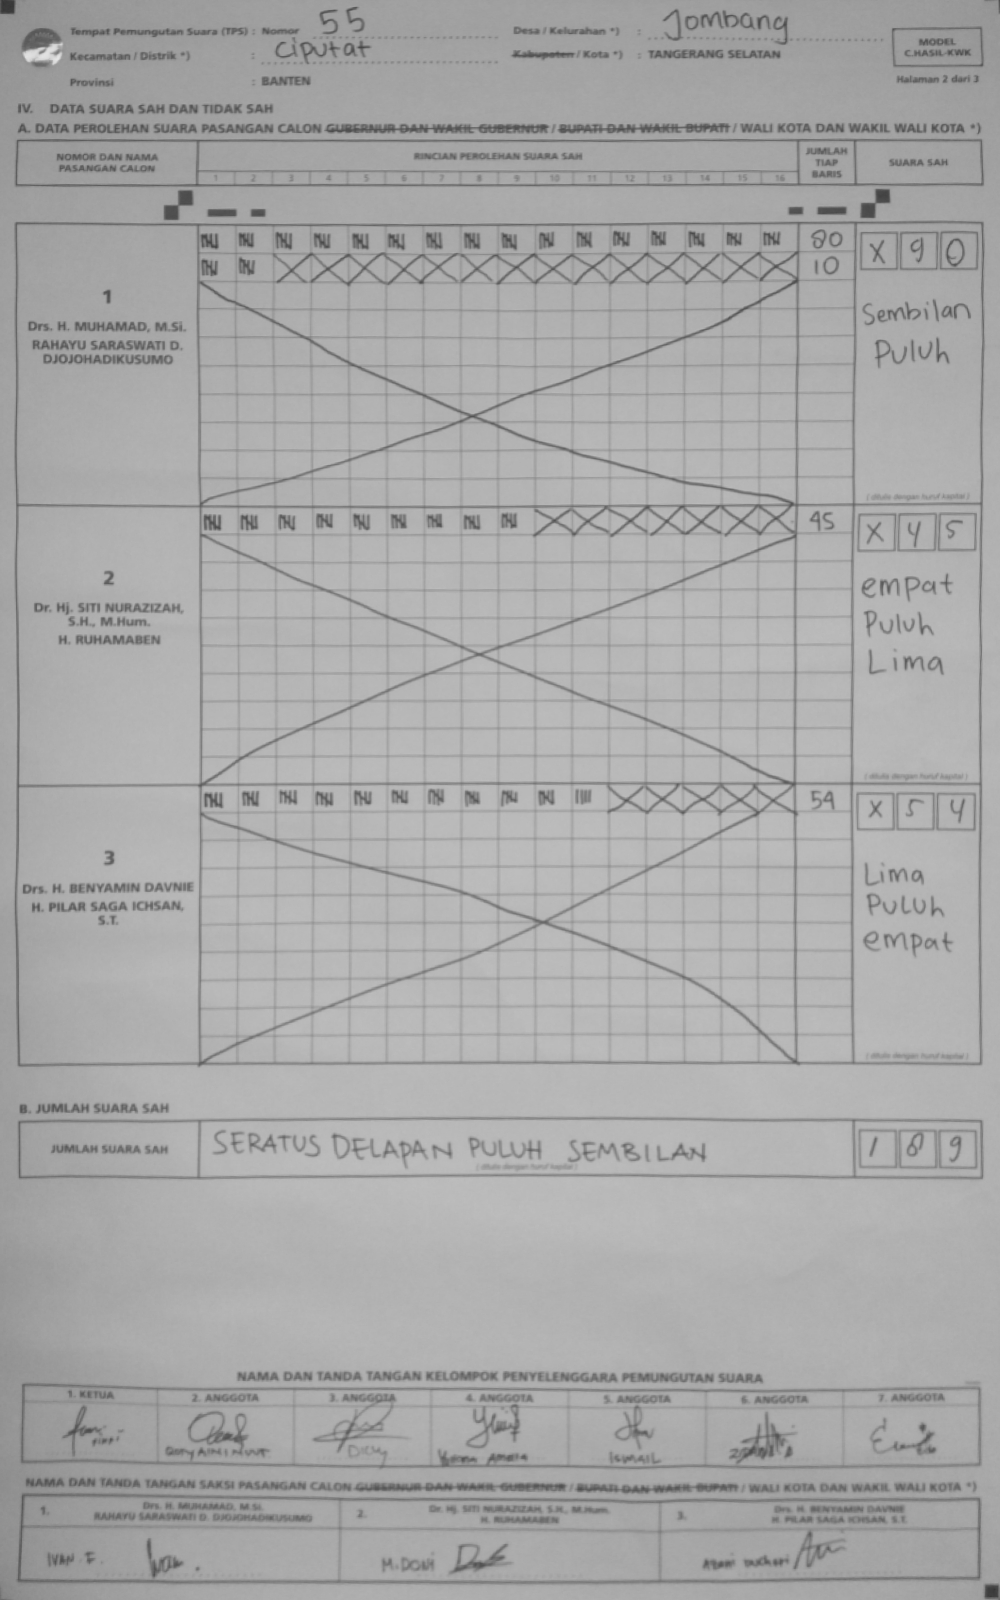 Tempat Pemungutan Suara (TPS) : Nomor 55 Desa / Kelurahan *) : Jombang
Kecamatan / Distrik *) : Ciputat Kabupaten / Kota *) : TANGERANG SELATAN
MODEL
C.HASIL-KWK
Provinsi : BANTEN
Halaman 2 dari 3
IV. DATA SUARA SAH DAN TIDAK SAH
A. DATA PEROLEHAN SUARA PASANGAN CALON GUBERNUR DAN WAKIL GUBERNUR / BUPATI DAN WAKIL BUPATI / WALI KOTA DAN WAKIL WALI KOTA *)
NOMOR DAN NAMA
PASANGAN CALON
RINCIAN PEROLEHAN SUARA SAH
1 2 3 4 5 6 7 8 9 10 11 12 13 14 15 16
JUMLAH
TIAP
BARIS
SUARA SAH
1
Drs. H. MUHAMAD, M.Si.
RAHAYU SARASWATI D.
DJOJOHADIKUSUMO
80
10
X 9 0
Sembilan
Puluh
( ditulis dengan huruf kapital )
2
Dr. Hj. SITI NURAZIZAH,
S.H., M.Hum.
H. RUHAMABEN
45
X 4 5
empat
Puluh
Lima
( ditulis dengan huruf kapital )
3
Drs. H. BENYAMIN DAVNIE
H. PILAR SAGA ICHSAN,
S.T.
54
X 5 4
Lima
Puluh
empat
( ditulis dengan huruf kapital )
B. JUMLAH SUARA SAH
JUMLAH SUARA SAH
SERATUS DELAPAN PULUH SEMBILAN
( ditulis dengan huruf kapital )
1 8 9
NAMA DAN TANDA TANGAN KELOMPOK PENYELENGGARA PEMUNGUTAN SUARA
1. KETUA 2. ANGGOTA 3. ANGGOTA 4. ANGGOTA 5. ANGGOTA 6. ANGGOTA 7. ANGGOTA
ISMAIL
NAMA DAN TANDA TANGAN SAKSI PASANGAN CALON GUBERNUR DAN WAKIL GUBERNUR / BUPATI DAN WAKIL BUPATI / WALI KOTA DAN WAKIL WALI KOTA *)
1. Drs. H. MUHAMAD, M.Si.
RAHAYU SARASWATI D. DJOJOHADIKUSUMO
2. Dr. Hj. SITI NURAZIZAH, S.H., M.Hum.
H. RUHAMABEN
3. Drs. H. BENYAMIN DAVNIE
H. PILAR SAGA ICHSAN, S.T.
IVAN F.
M. DONI